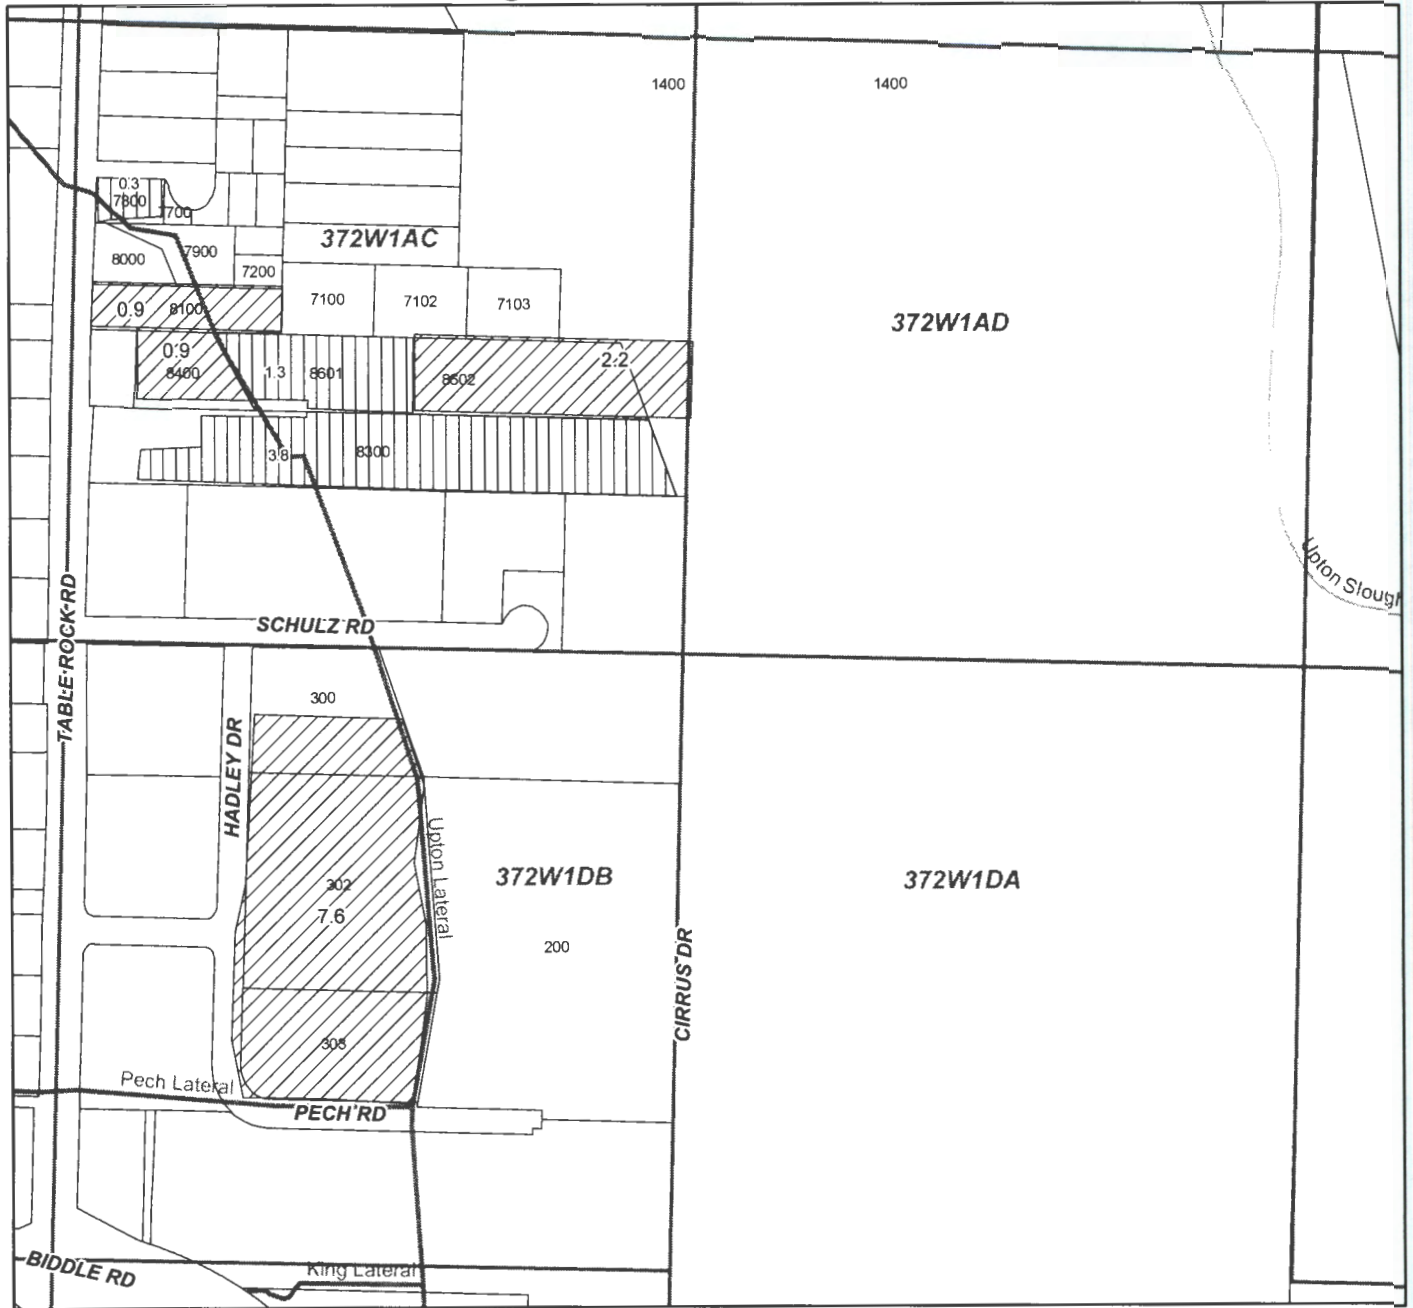 1400
1400
0.3
7800
7700
372W1AC
7900
8000
7200
7100
7102
7103
0.9
8100
372W1AD
0.9
8400
1.3
8601
8602
2.2
3.8
8300
Upton Slough
TABLE ROCK RD
SCHULZ RD
300
HADLEY DR
Upton Lateral
302
7.6
372W1DB
372W1DA
200
CIRRUS DR
303
Pech Lateral
PECH RD
BIDDLE RD
King Lateral